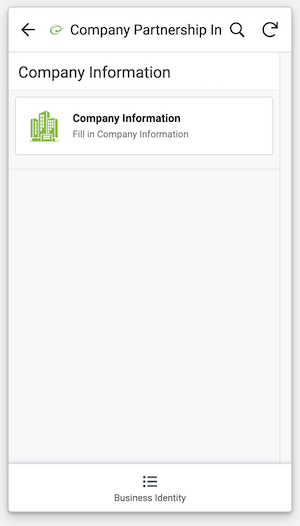 Company Partnership In
Company Information
Company Information
Fill in Company Information
Business Identity